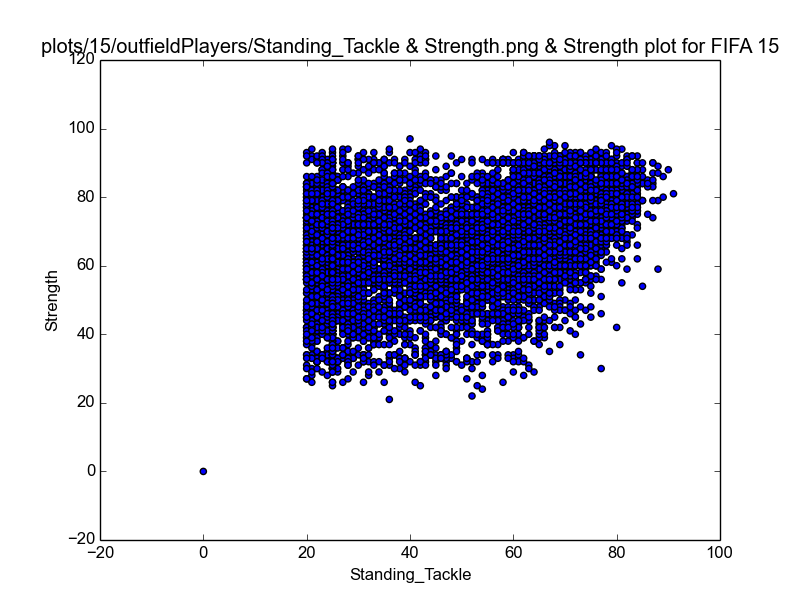 plots/15/outfieldPlayers/Standing_Tackle & Strength.png & Strength plot for FIFA 15
120
100
80
60
40
20
0
−20
Strength
−20 0 20 40 60 80 100
Standing_Tackle